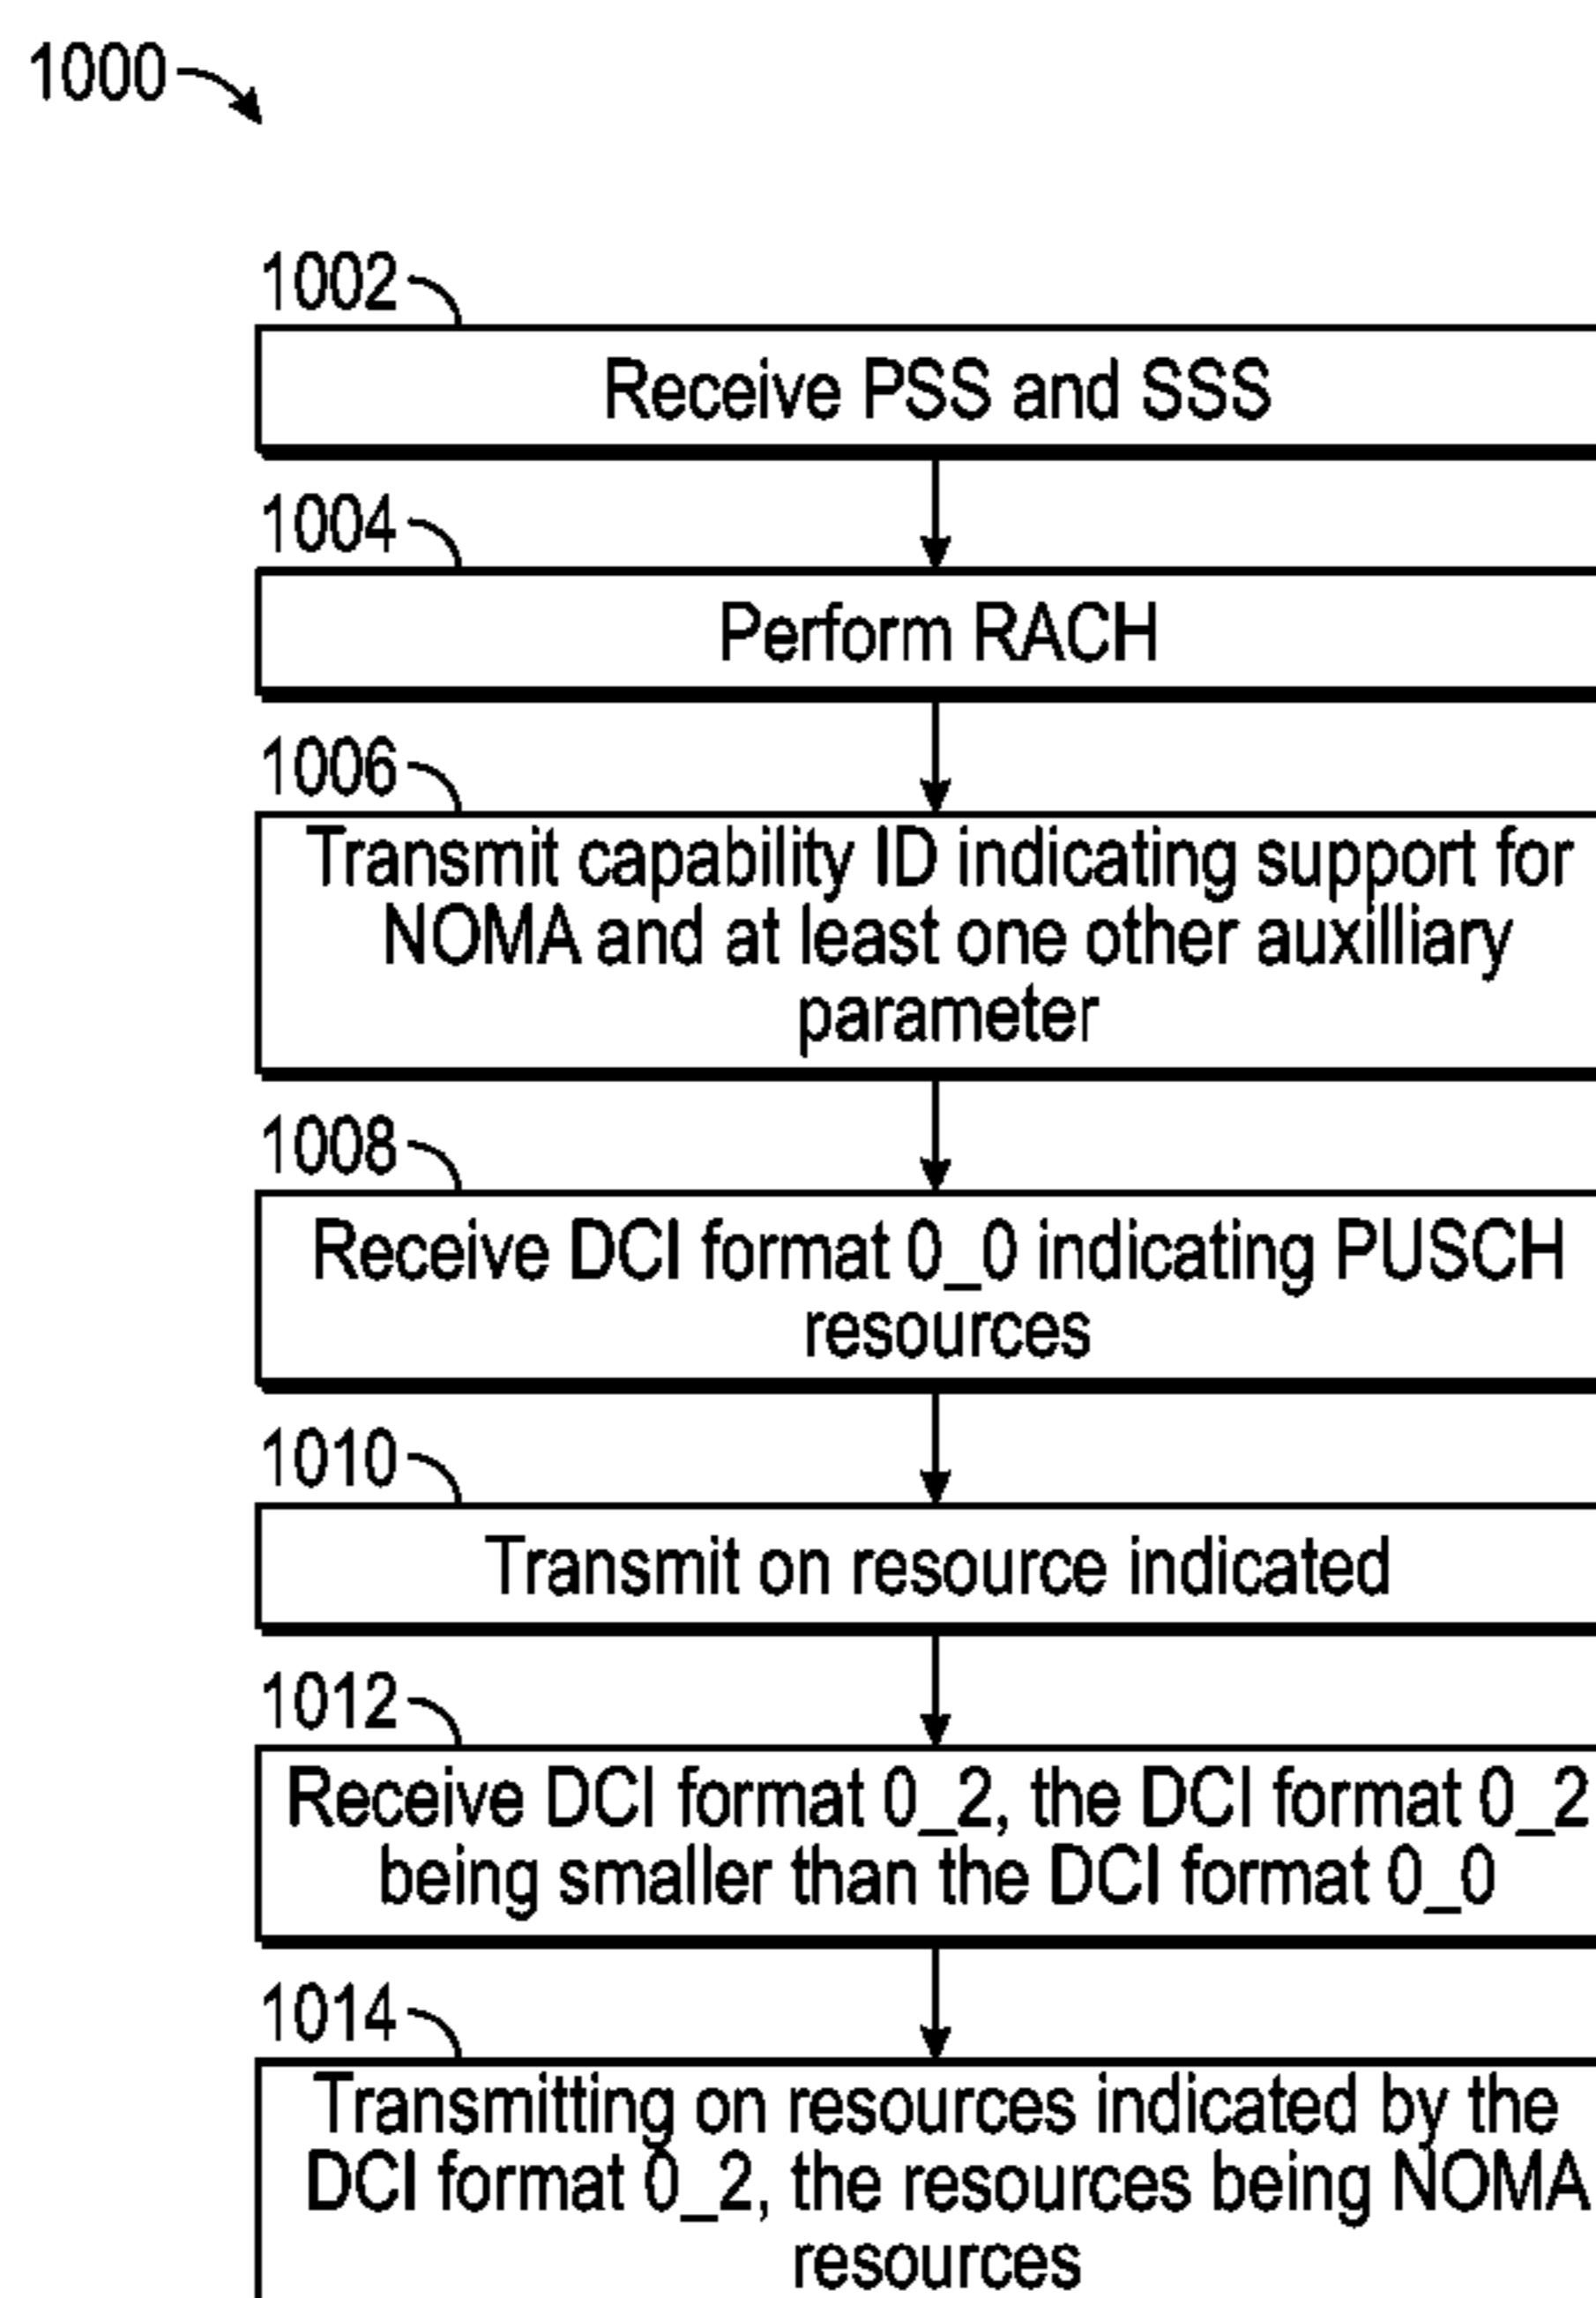 1000
1002
Receive PSS and SSS
1004
Perform RACH
1006
Transmit capability ID indicating support for
NOMA and at least one other auxilliary
parameter
1008
Receive DCI format 0_0 indicating PUSCH
resources
1010
Transmit on resource indicated
1012
Receive DCI format 0_2, the DCI format 0_2
being smaller than the DCI format 0_0
1014
Transmitting on resources indicated by the
DCI format 0_2, the resources being NOMA
resources